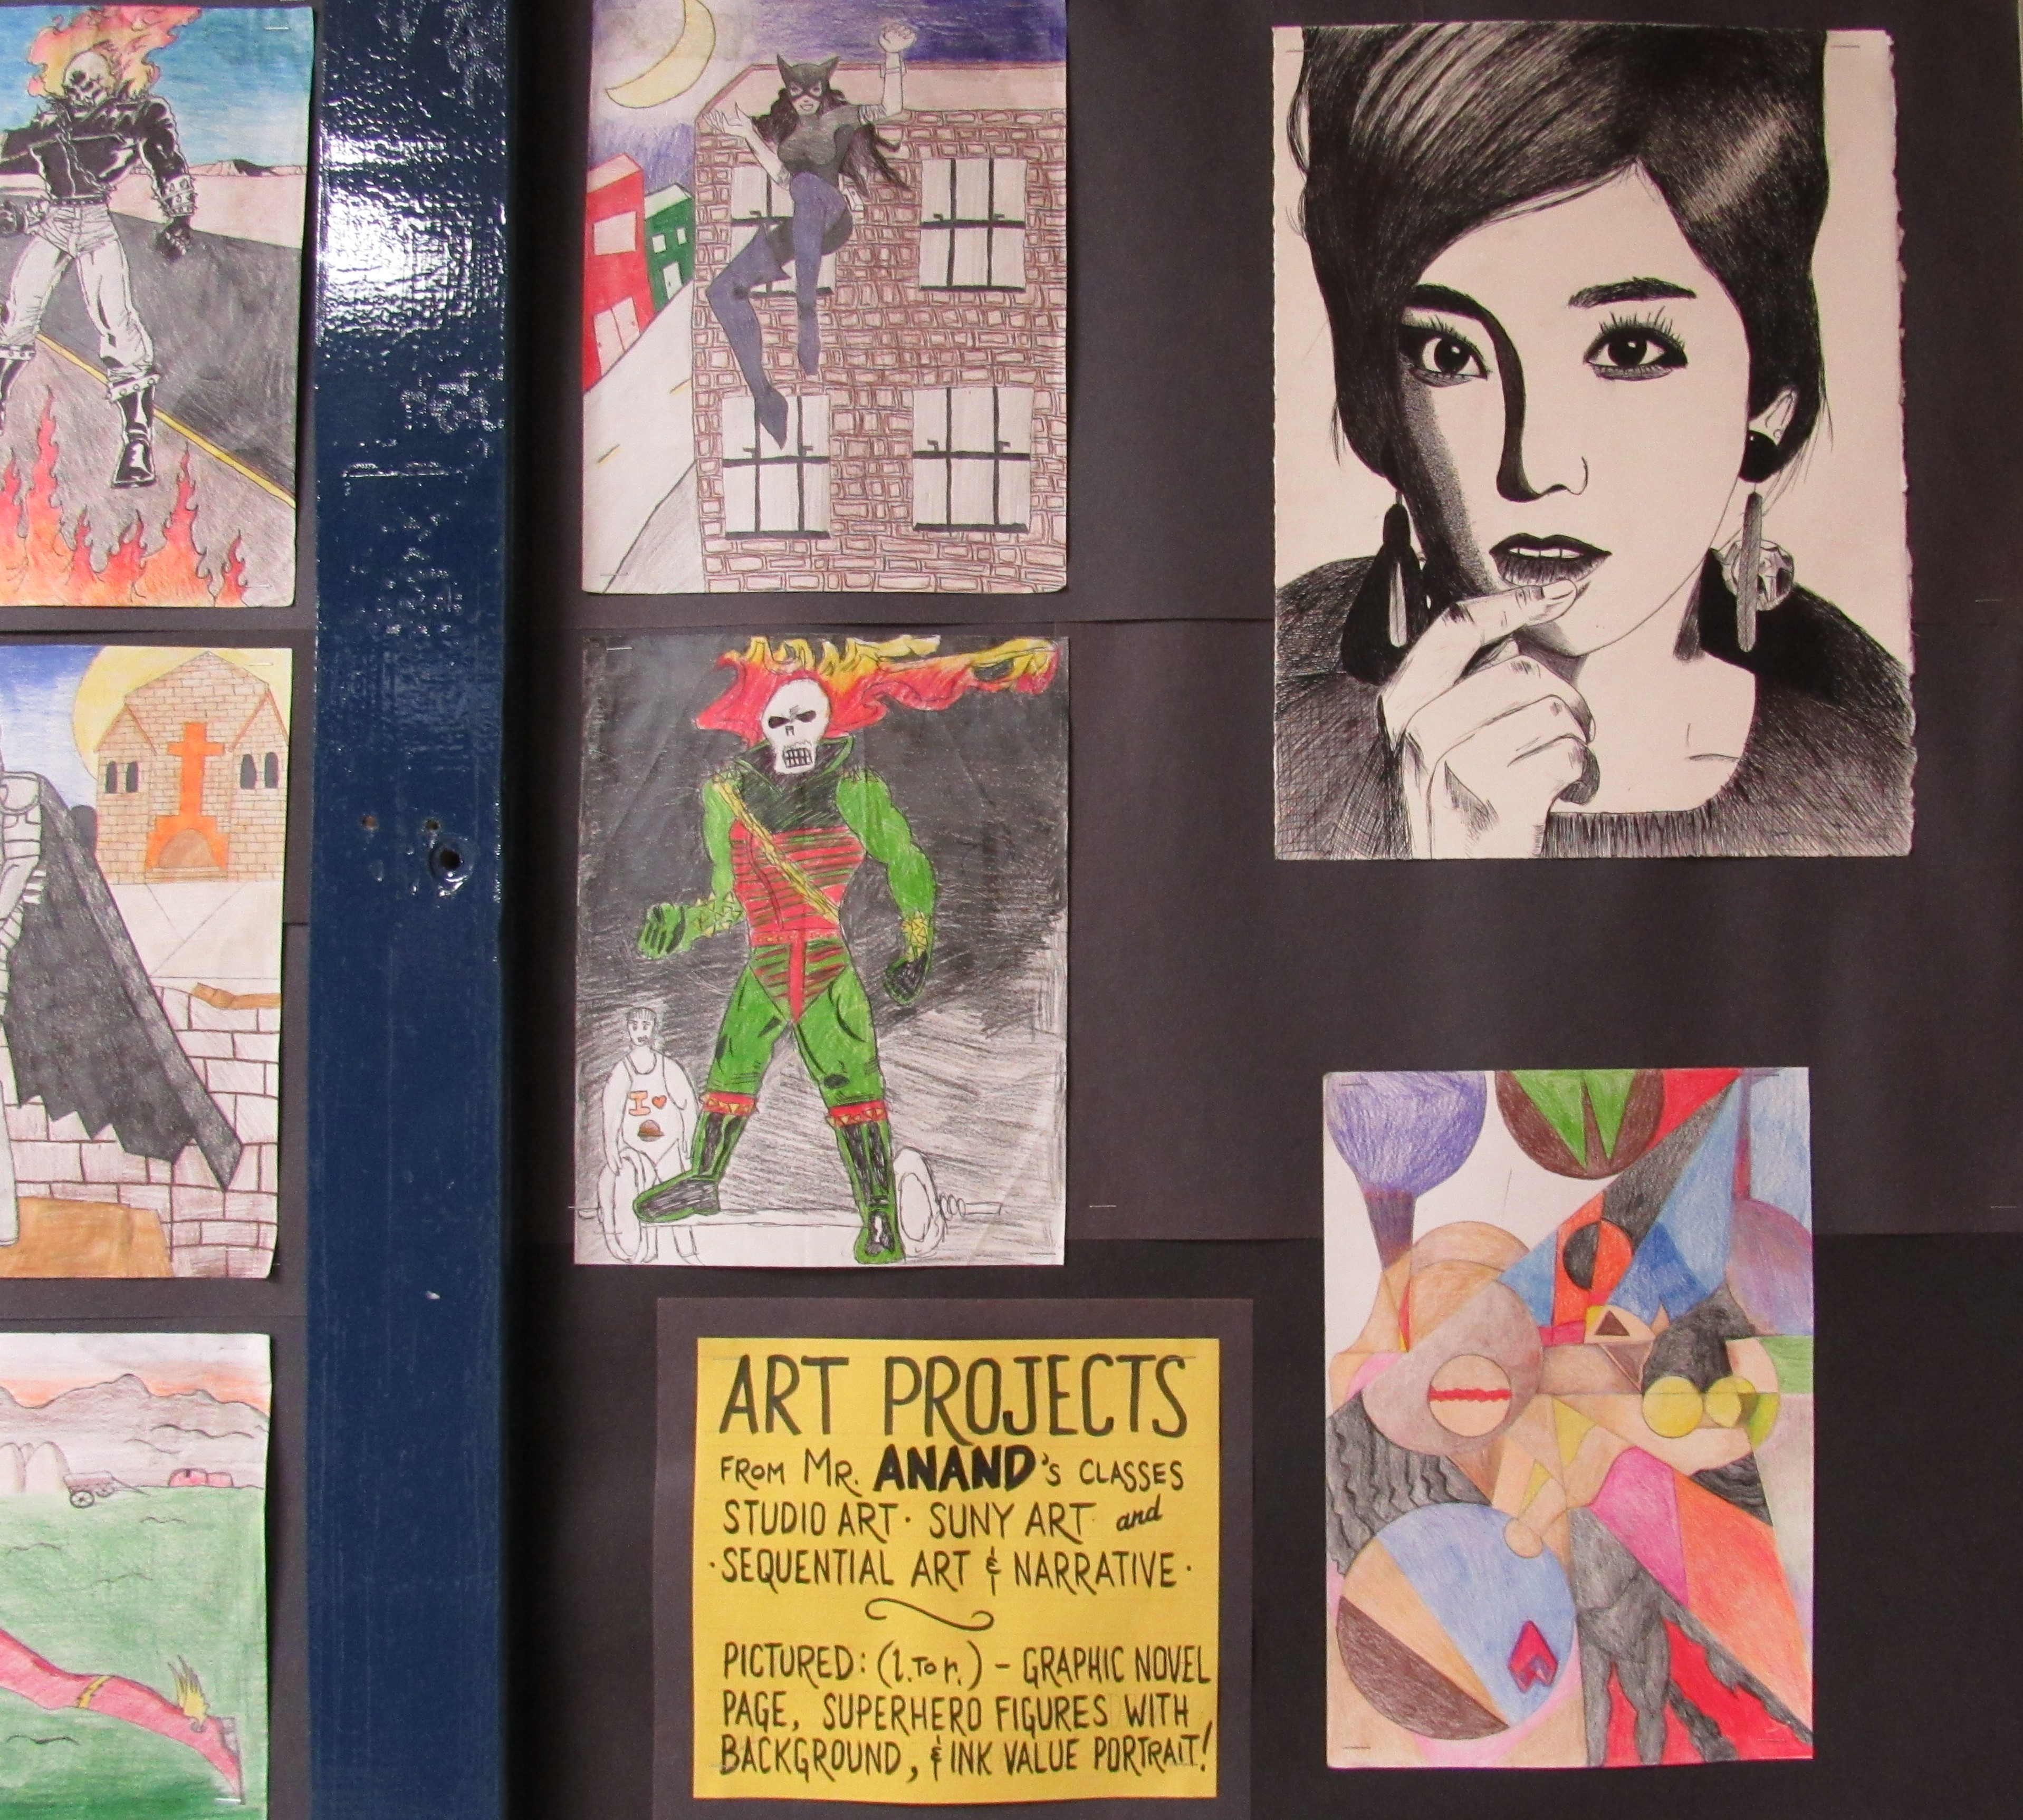 I ♥
ART PROJECTS
FROM MR. ANAND'S CLASSES
STUDIO ART · SUNY ART and
· SEQUENTIAL ART & NARRATIVE ·
PICTURED: (l. TO r.) – GRAPHIC NOVEL
PAGE, SUPERHERO FIGURES WITH
BACKGROUND, & INK VALUE PORTRAIT!